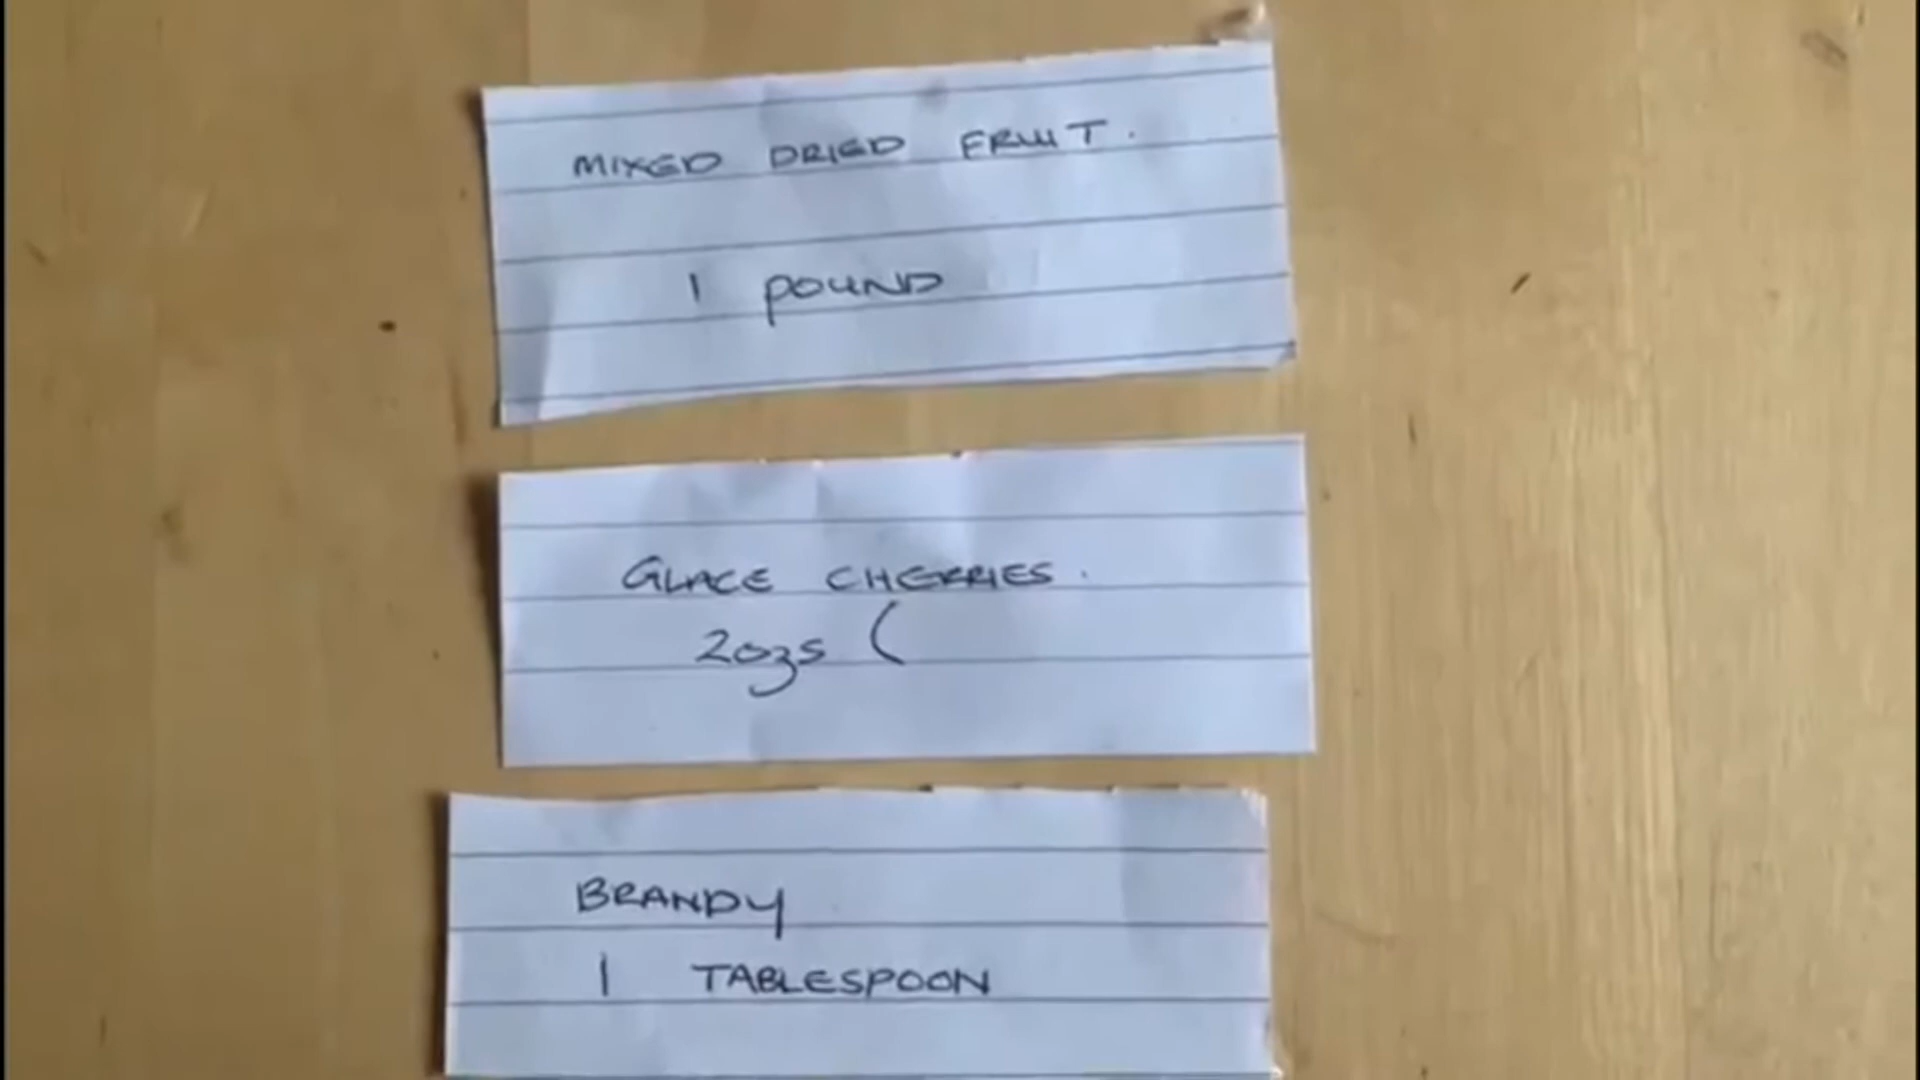 MIXED DRIED FRUIT.
1 POUND
GLACE CHERRIES.
2ozs (
BRANDY
1 TABLESPOON